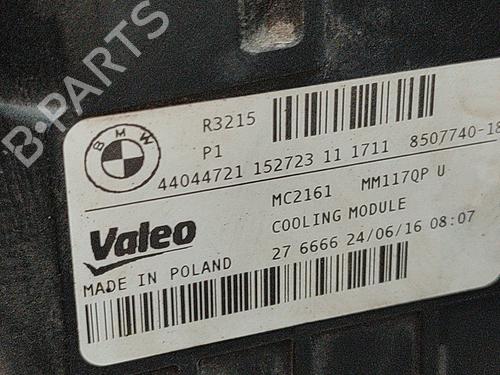 B-PARTS
BMW
R3215
P1
44044721 152723 11 1711 8507740-18
MC2161 MM117QP U
Valeo
COOLING MODULE
MADE IN POLAND
27 6666 24/06/16 08:07